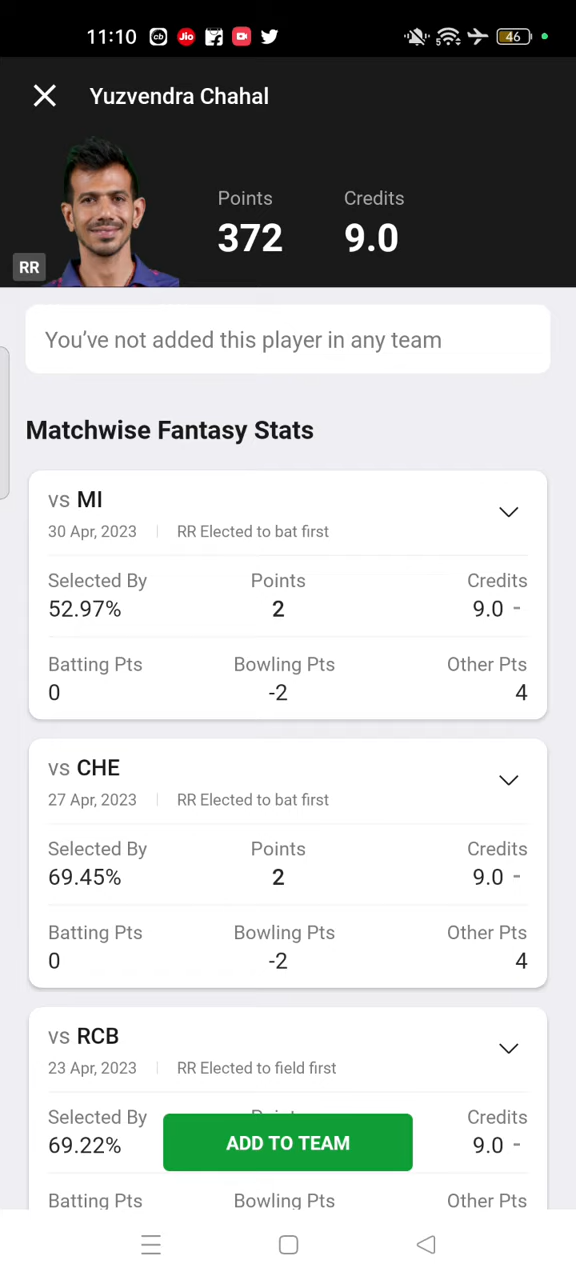 11:10
Jio
46
Yuzvendra Chahal
Points Credits
372 9.0
RR
You’ve not added this player in any team
Matchwise Fantasy Stats
vs MI
30 Apr, 2023 RR Elected to bat first
Selected By Points Credits
52.97% 2 9.0 -
Batting Pts Bowling Pts Other Pts
0 -2 4
vs CHE
27 Apr, 2023 RR Elected to bat first
Selected By Points Credits
69.45% 2 9.0 -
Batting Pts Bowling Pts Other Pts
0 -2 4
vs RCB
23 Apr, 2023 RR Elected to field first
Selected By Credits
69.22% ADD TO TEAM 9.0 -
Batting Pts Bowling Pts Other Pts